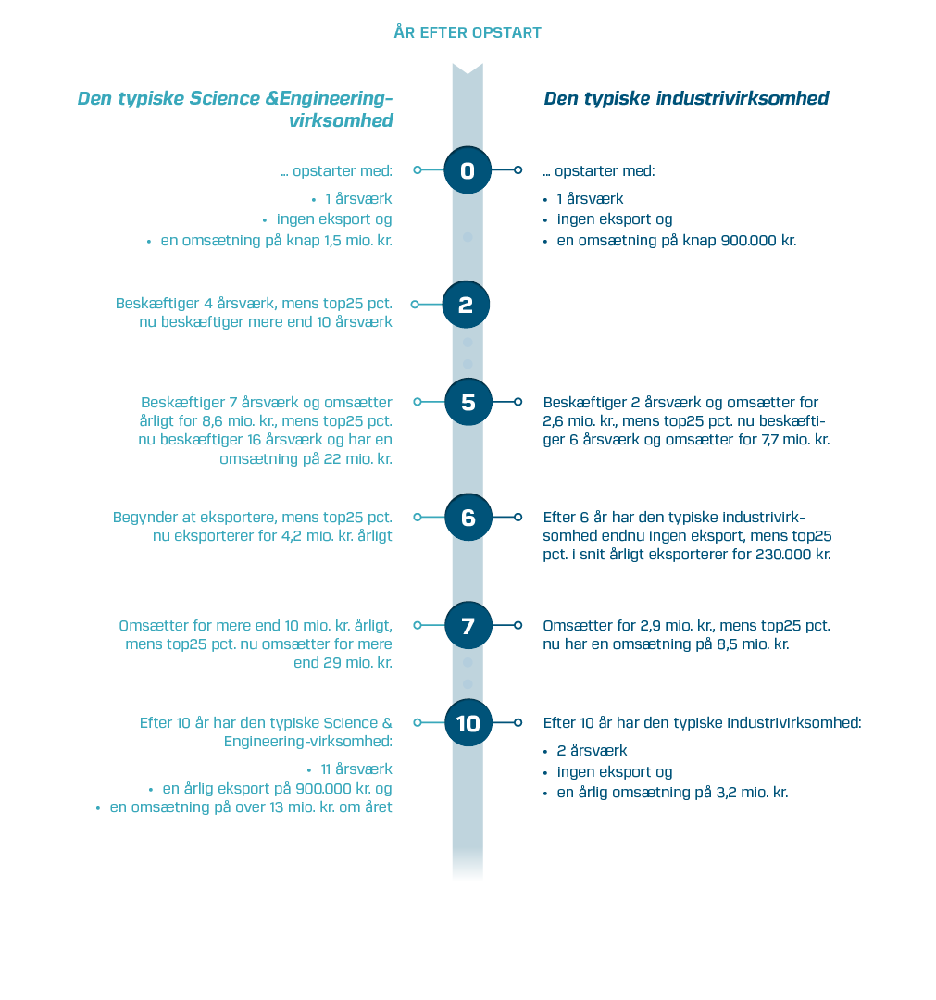 ÅR EFTER OPSTART
Den typiske Science &Engineering-
virksomhed
Den typiske industrivirksomhed
0
... opstarter med:
• 1 årsværk
• ingen eksport og
• en omsætning på knap 1,5 mio. kr.
... opstarter med:
• 1 årsværk
• ingen eksport og
• en omsætning på knap 900.000 kr.
2
Beskæftiger 4 årsværk, mens top25 pct.
nu beskæftiger mere end 10 årsværk
5
Beskæftiger 7 årsværk og omsætter
årligt for 8,6 mio. kr., mens top25 pct.
nu beskæftiger 16 årsværk og har en
omsætning på 22 mio. kr.
Beskæftiger 2 årsværk og omsætter for
2,6 mio. kr., mens top25 pct. nu beskæfti-
ger 6 årsværk og omsætter for 7,7 mio. kr.
6
Begynder at eksportere, mens top25 pct.
nu eksporterer for 4,2 mio. kr. årligt
Efter 6 år har den typiske industrivirk-
somhed endnu ingen eksport, mens top25
pct. i snit årligt eksporterer for 230.000 kr.
7
Omsætter for mere end 10 mio. kr. årligt,
mens top25 pct. nu omsætter for mere
end 29 mio. kr.
Omsætter for 2,9 mio. kr., mens top25 pct.
nu har en omsætning på 8,5 mio. kr.
10
Efter 10 år har den typiske Science &
Engineering-virksomhed:
• 11 årsværk
• en årlig eksport på 900.000 kr. og
• en omsætning på over 13 mio. kr. om året
Efter 10 år har den typiske industrivirksomhed:
• 2 årsværk
• ingen eksport og
• en årlig omsætning på 3,2 mio. kr.